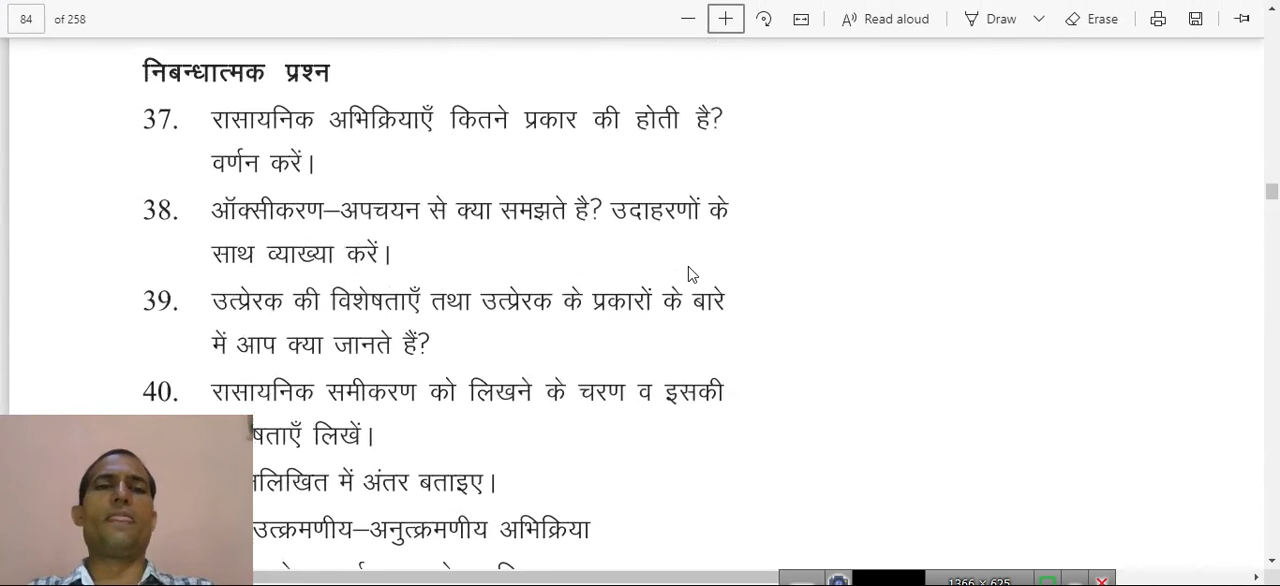 84 of 258 Read aloud Draw Erase
निबन्धात्मक प्रश्न
37. रासायनिक अभिक्रियाएँ कितने प्रकार की होती है?
वर्णन करें।
38. ऑक्सीकरण–अपचयन से क्या समझते है? उदाहरणों के
साथ व्याख्या करें।
39. उत्प्रेरक की विशेषताएँ तथा उत्प्रेरक के प्रकारों के बारे
में आप क्या जानते हैं?
40. रासायनिक समीकरण को लिखने के चरण व इसकी
षताएँ लिखें।
लिखित में अंतर बताइए।
उत्क्रमणीय–अनुत्क्रमणीय अभिक्रिया
1366 × 625